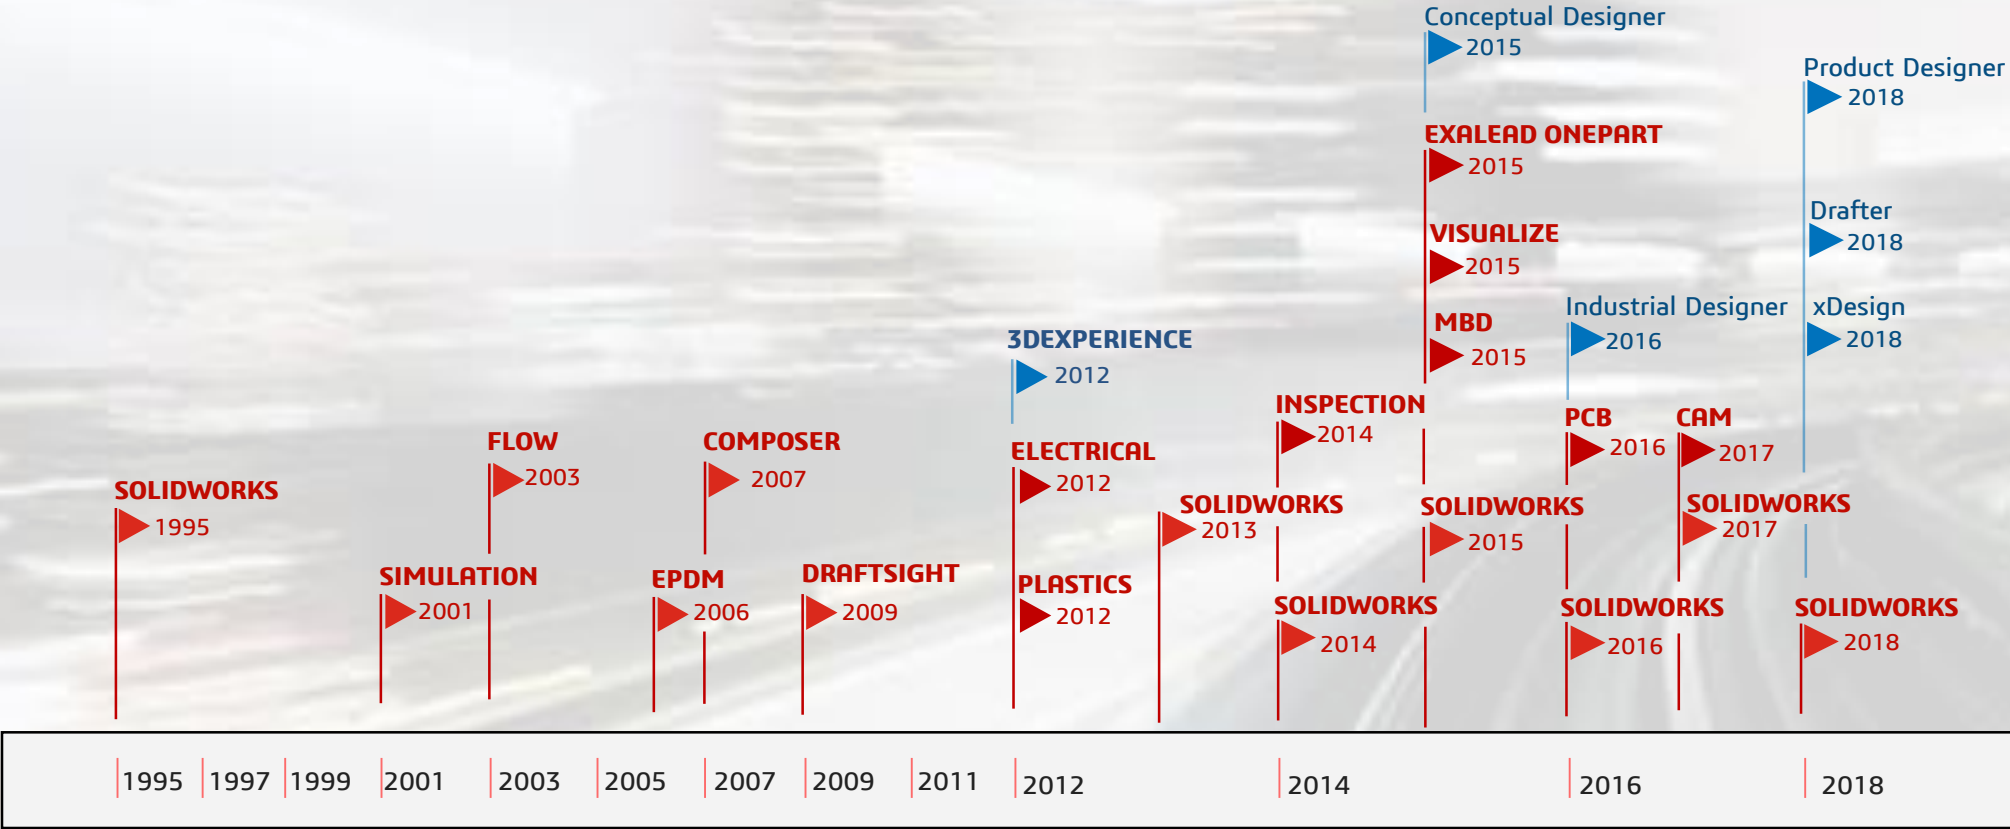 Conceptual Designer
2015
Product Designer
2018
EXALEAD ONEPART
2015
Drafter
2018
VISUALIZE
2015
Industrial Designer
2016
xDesign
2018
MBD
2015
3DEXPERIENCE
2012
INSPECTION
2014
PCB
2016
CAM
2017
FLOW
2003
COMPOSER
2007
ELECTRICAL
2012
SOLIDWORKS
1995
SOLIDWORKS
2013
SOLIDWORKS
2015
SOLIDWORKS
2017
SIMULATION
2001
EPDM
2006
DRAFTSIGHT
2009
PLASTICS
2012
SOLIDWORKS
2014
SOLIDWORKS
2016
SOLIDWORKS
2018
1995 1997 1999 2001 2003 2005 2007 2009 2011 2012 2014 2016 2018